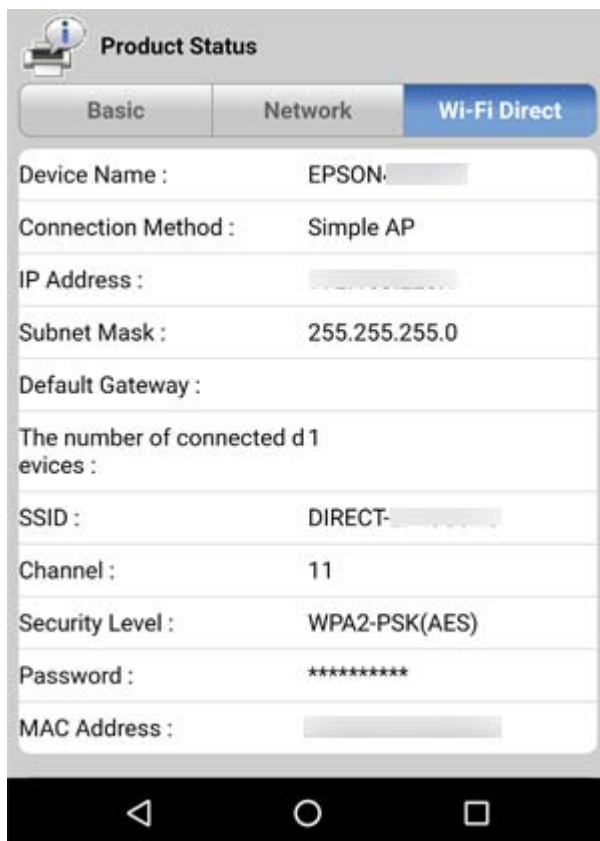 Product Status
Basic Network Wi-Fi Direct
Device Name : EPSON
Connection Method : Simple AP
IP Address :
Subnet Mask : 255.255.255.0
Default Gateway :
The number of connected d 1
evices :
SSID : DIRECT-
Channel : 11
Security Level : WPA2-PSK(AES)
Password : **********
MAC Address :